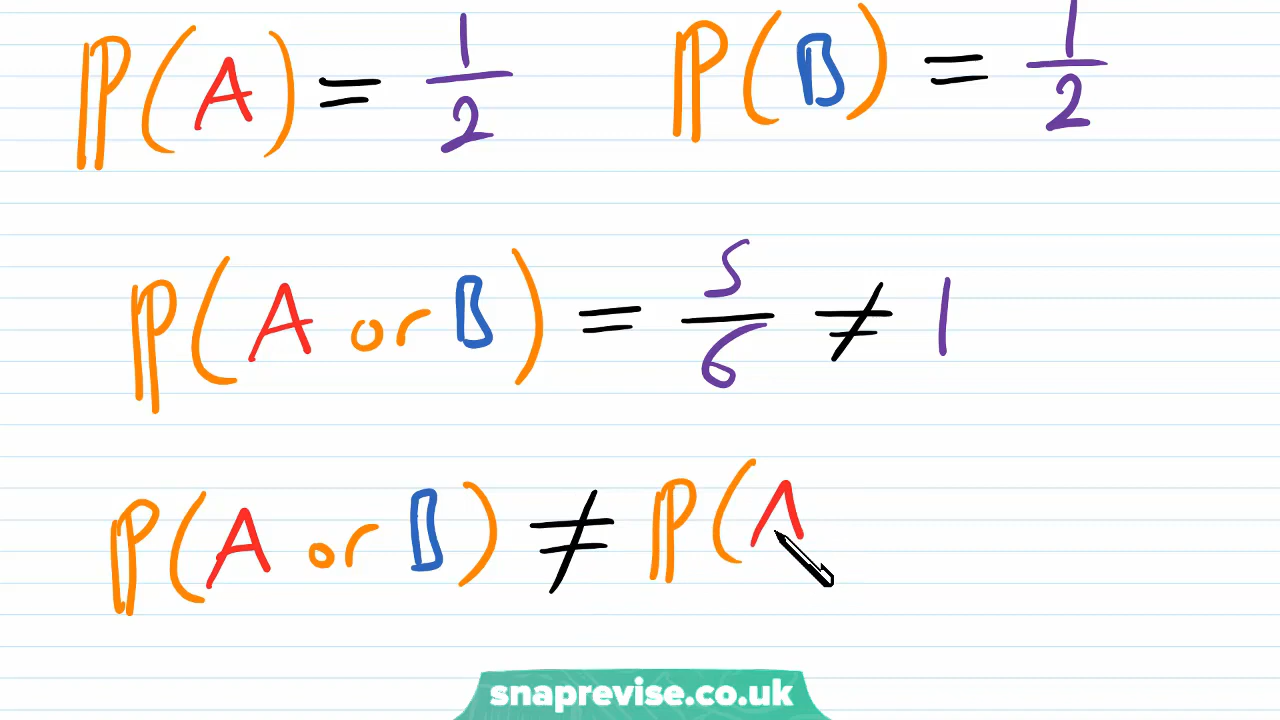 ℙ(A) = 1/2 ℙ(B) = 1/2
ℙ(A or B) = 5/6 ≠ 1
ℙ(A or B) ≠ ℙ(
snaprevise.co.uk